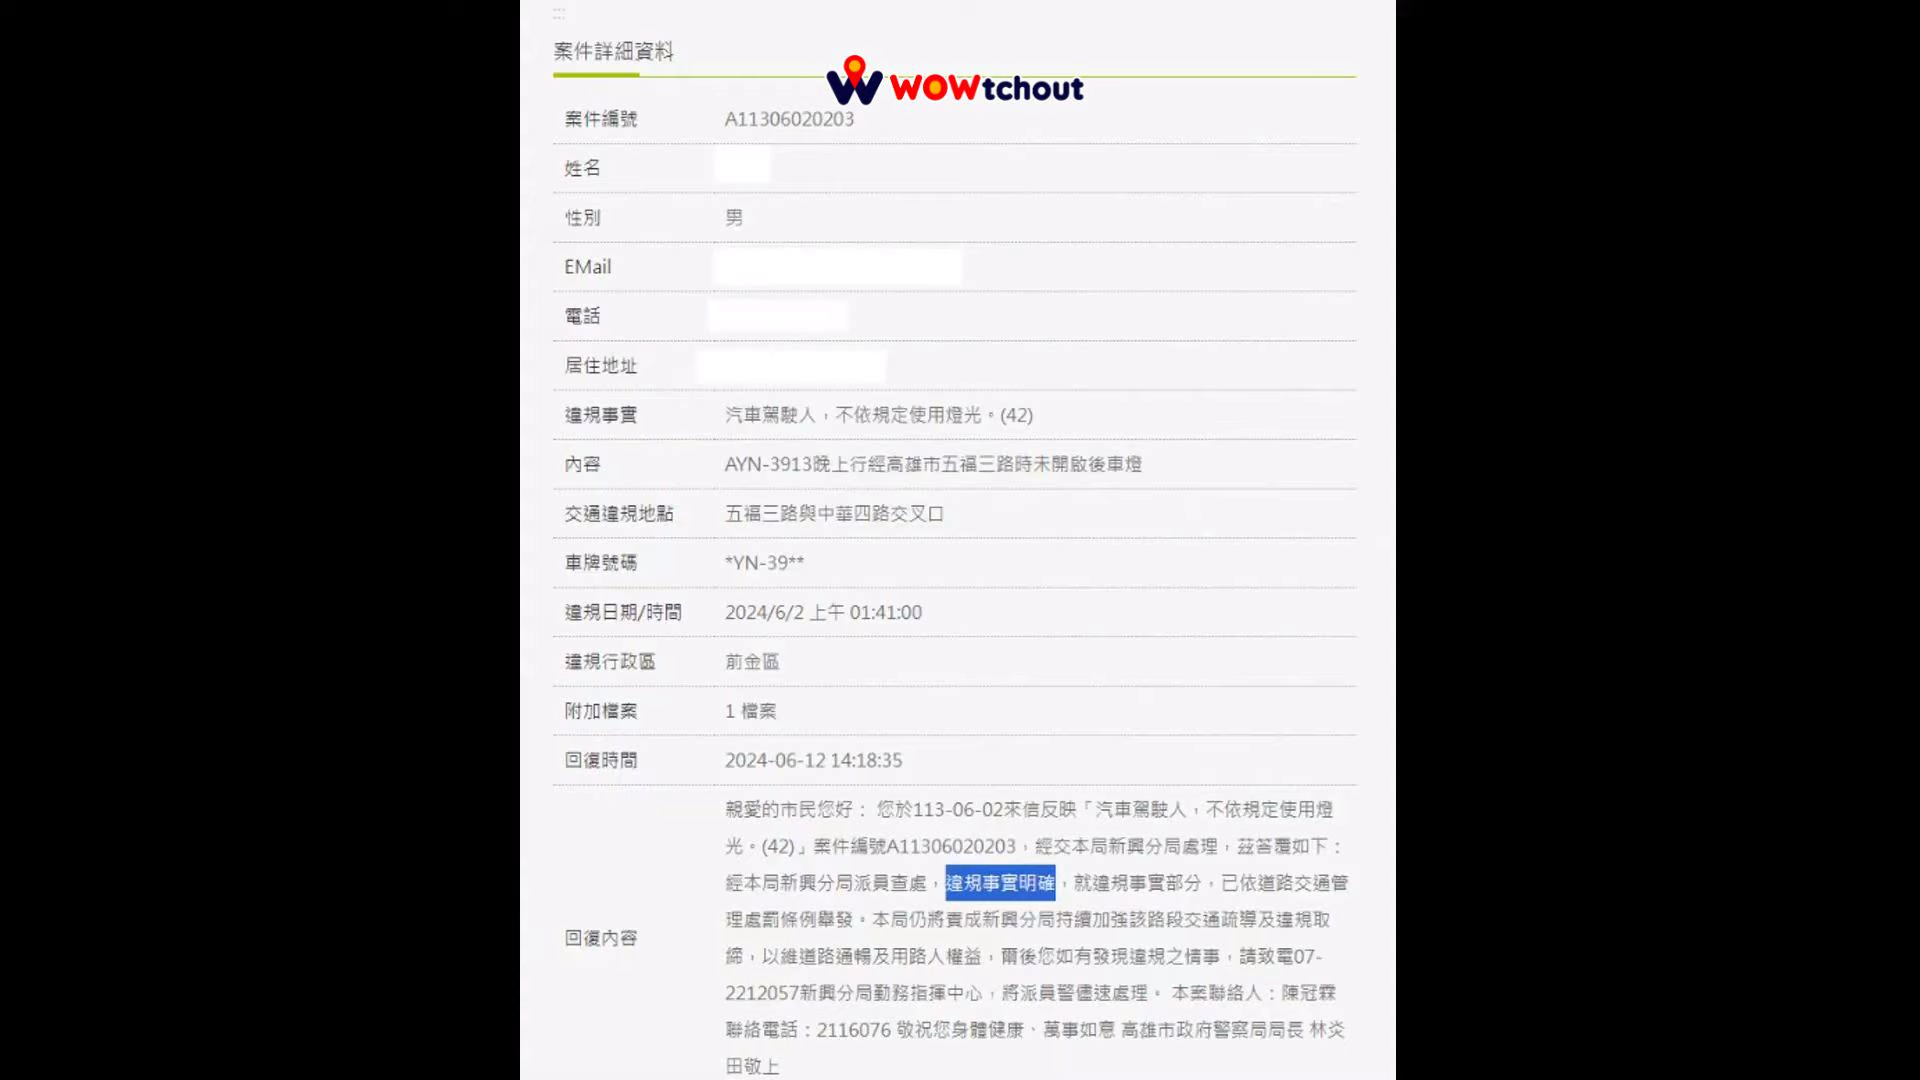 案件詳細資料
WOWtchout
案件編號 A11306020203
姓名
性別 男
EMail
電話
居住地址
違規事實 汽車駕駛人，不依規定使用燈光。(42)
內容 AYN-3913晚上行經高雄市五福三路時未開啟後車燈
交通違規地點 五福三路與中華四路交叉口
車牌號碼 *YN-39**
違規日期/時間 2024/6/2 上午 01:41:00
違規行政區 前金區
附加檔案 1 檔案
回復時間 2024-06-12 14:18:35
回復內容
親愛的市民您好： 您於113-06-02來信反映「汽車駕駛人，不依規定使用燈
光。(42)」案件編號A11306020203，經交本局新興分局處理，茲答覆如下：
經本局新興分局派員查處，違規事實明確，就違規事實部分，已依道路交通管
理處罰條例舉發。本局仍將責成新興分局持續加強該路段交通疏導及違規取
締，以維道路通暢及用路人權益，爾後您如有發現違規之情事，請致電07-
2212057新興分局勤務指揮中心，將派員警儘速處理。 本案聯絡人：陳冠霖
聯絡電話：2116076 敬祝您身體健康、萬事如意 高雄市政府警察局局長 林炎
田敬上